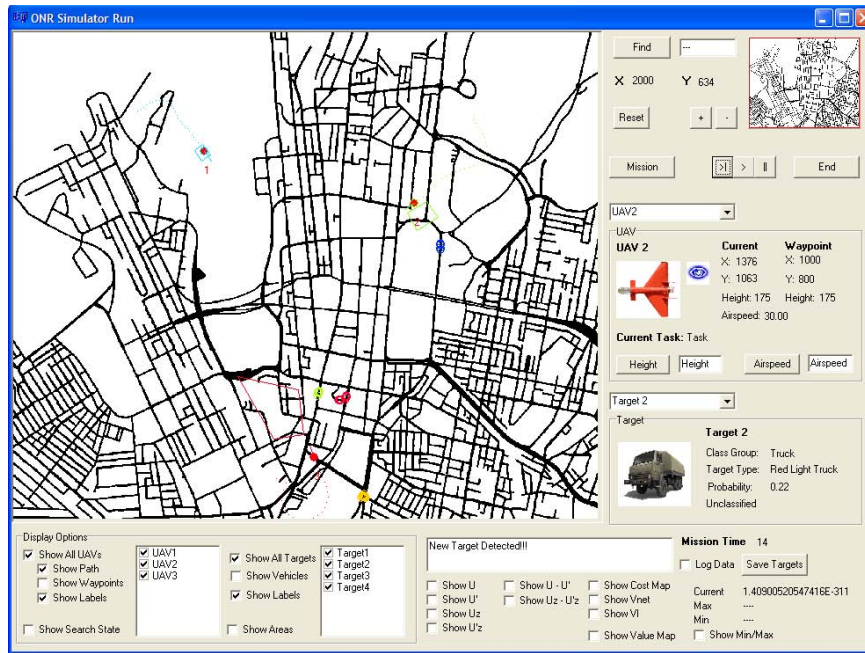 ONR Simulator Run
Find ---
X 2000 Y 634
Reset + -
Mission >| > || End
1
UAV2
UAV
UAV 2 Current Waypoint
X: 1376 X: 1000
Y: 1063 Y: 800
Height: 175 Height: 175
Airspeed: 30.00
Current Task: Task
Height Height Airspeed Airspeed
Target 2
Target
Target 2
Class Group: Truck
Target Type: Red Light Truck
Probability: 0.22
Unclassified
Display Options
Show All UAVs
Show Path
Show Waypoints
Show Labels
Show Search State
UAV1
UAV2
UAV3
Show All Targets
Show Vehicles
Show Labels
Show Areas
Target1
Target2
Target3
Target4
New Target Detected!!!
Show U Show U - U' Show Cost Map
Show U' Show Uz - U'z Show Vnet
Show Uz Show VI
Show U'z Show Value Map
Mission Time 14
Log Data Save Targets
Current 1.40900520547416E-311
Max ----
Min ----
Show Min/Max